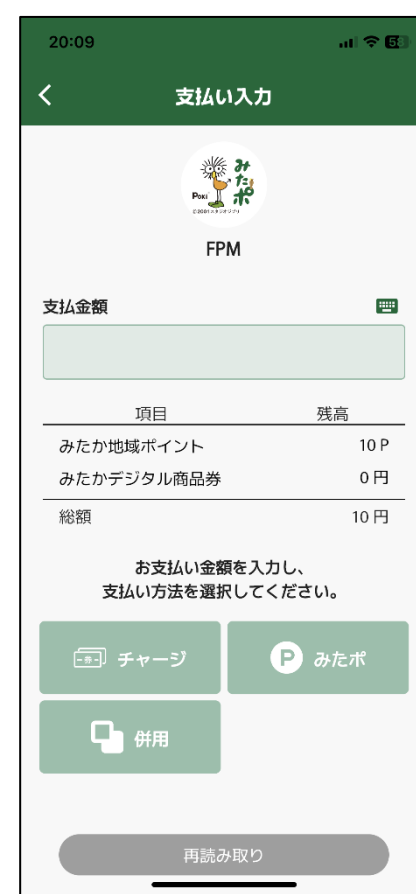 20:09
支払い入力
みたポ
POKI
FPM
支払金額
項目 残高
みたか地域ポイント 10 P
みたかデジタル商品券 0 円
総額 10 円
お支払い金額を入力し、
支払い方法を選択してください。
-券- チャージ
P みたポ
併用
再読み取り